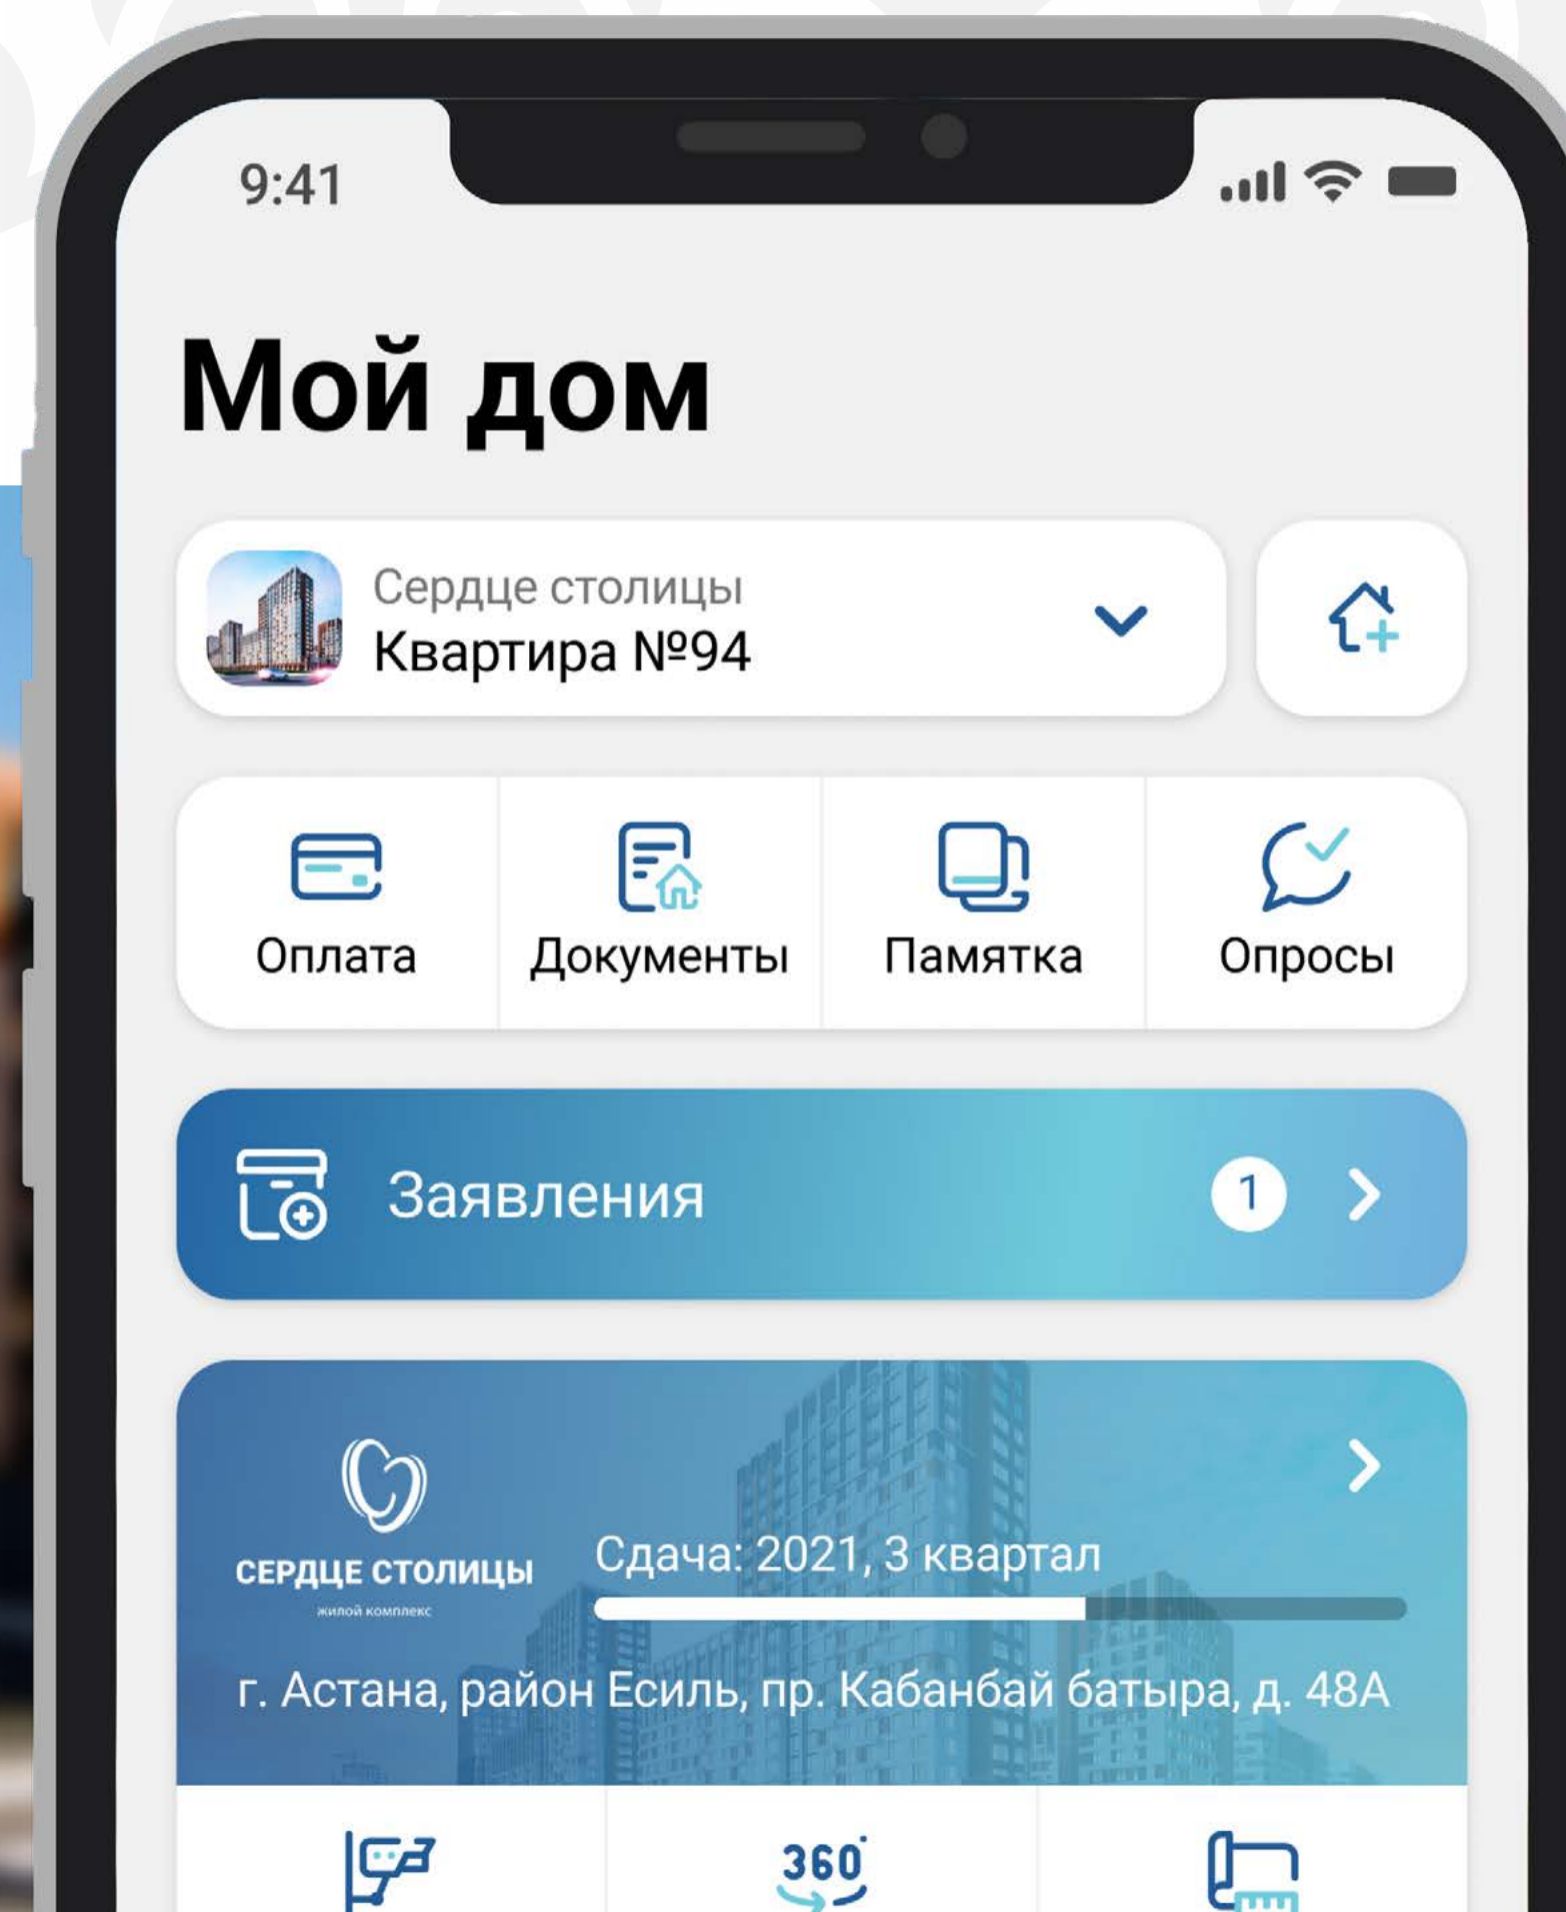 9:41
Мой дом
Сердце столицы
Квартира №94
Оплата
Документы
Памятка
Опросы
Заявления
1
СЕРДЦЕ СТОЛИЦЫ
жилой комплекс
Сдача: 2021, 3 квартал
г. Астана, район Есиль, пр. Кабанбай батыра, д. 48А
360°